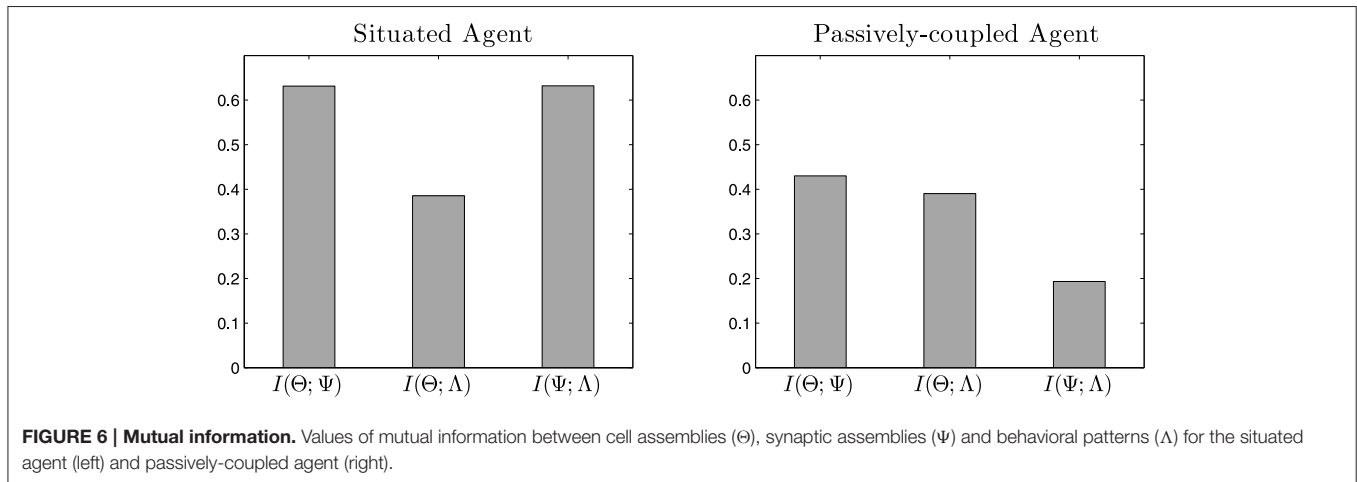 Situated Agent
0.6
0.5
0.4
0.3
0.2
0.1
0
I(Θ; Ψ) I(Θ; Λ) I(Ψ; Λ)
Passively-coupled Agent
0.6
0.5
0.4
0.3
0.2
0.1
0
I(Θ; Ψ) I(Θ; Λ) I(Ψ; Λ)
FIGURE 6 | Mutual information. Values of mutual information between cell assemblies (Θ), synaptic assemblies (Ψ) and behavioral patterns (Λ) for the situated
agent (left) and passively-coupled agent (right).